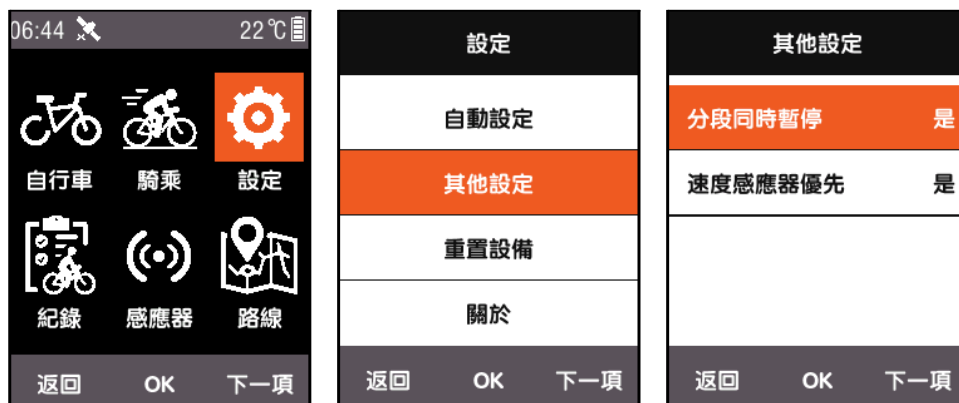 06:44 22℃
自行車 騎乘 設定
紀錄 感應器 路線
返回 OK 下一項
設定
自動設定
其他設定
重置設備
關於
返回 OK 下一項
其他設定
分段同時暫停 是
速度感應器優先 是
返回 OK 下一項